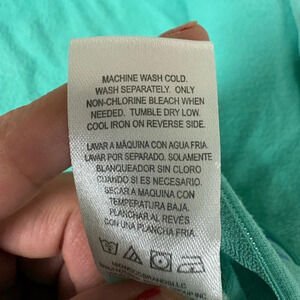 MACHINE WASH COLD.
WASH SEPARATELY. ONLY
NON-CHLORINE BLEACH WHEN
NEEDED. TUMBLE DRY LOW.
COOL IRON ON REVERSE SIDE.
LAVAR A MÁQUINA CON AGUA FRIA.
LAVAR POR SEPARADO. SOLAMENTE
BLANQUEADOR SIN CLORO
CUANDO SI ES NECESARIO.
SECAR A MAQUINA CON
TEMPERATURA BAJA.
PLANCHAR AL REVÉS
CON UNA PLANCHA FRIA.